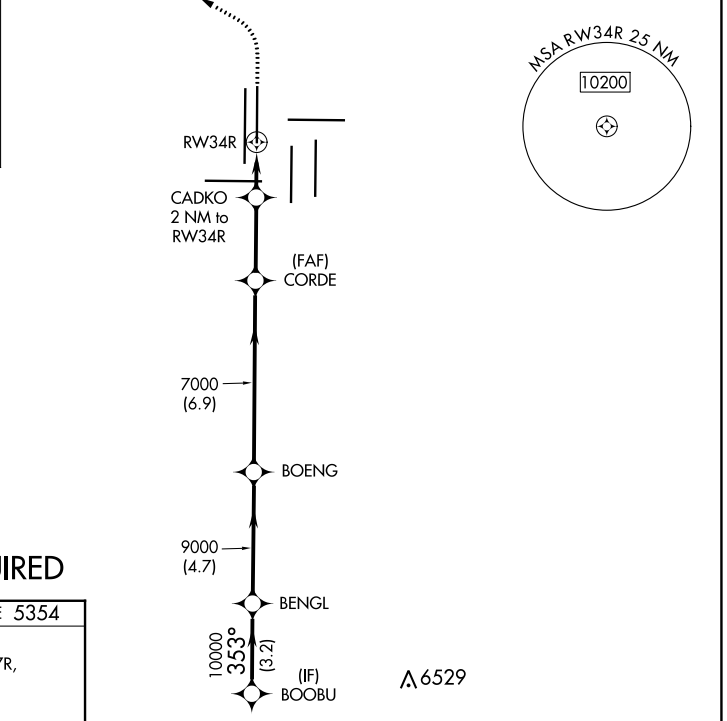 MSA RW34R 25 NM
10200
RW34R
CADKO
2 NM to
RW34R
(FAF)
CORDE
7000
(6.9)
BOENG
9000
(4.7)
BENGL
10000
353°
(3.2)
(IF)
BOOBU
6529
IRED
5354
R,